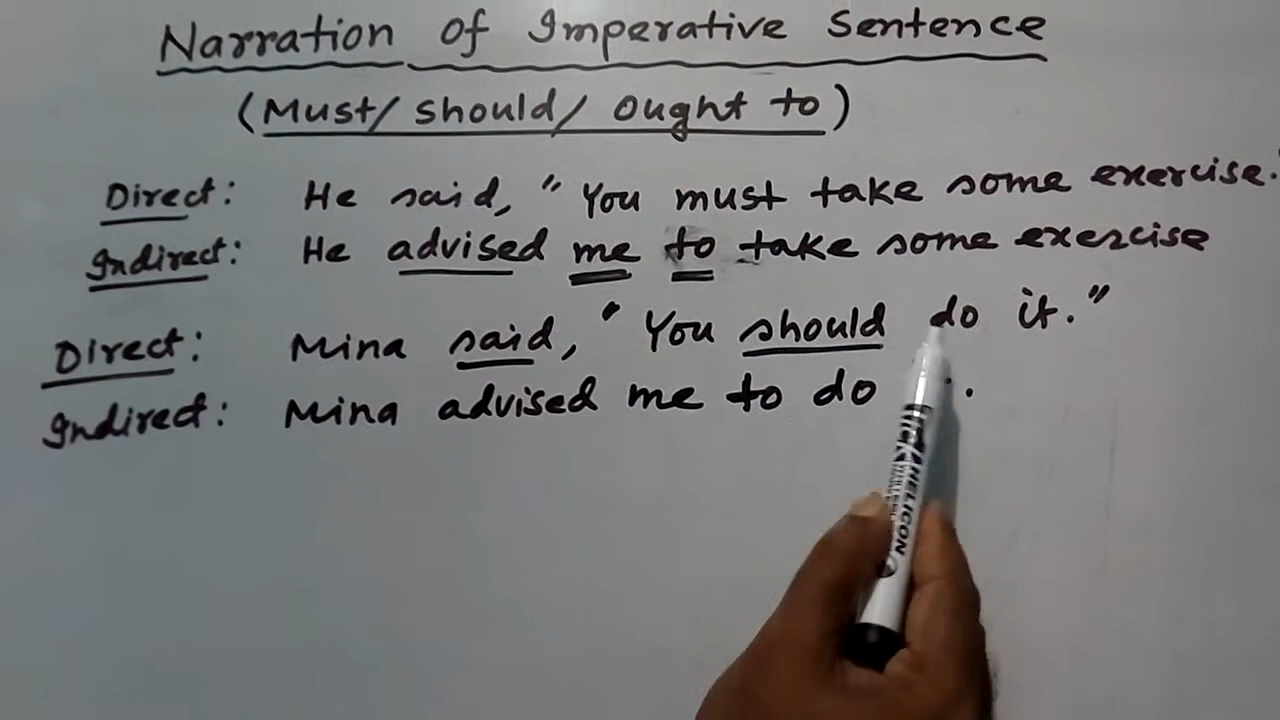 Narration of Imperative Sentence
(Must/ should/ ought to)
Direct: He said, "You must take some exercise."
Indirect: He advised me to take some exercise
Direct: Mina said, "You should do it."
Indirect: Mina advised me to do .
HELICON